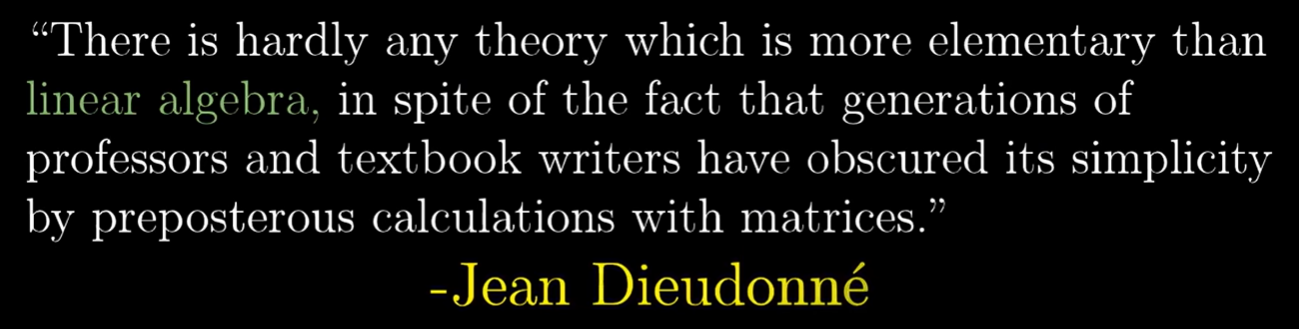 “There is hardly any theory which is more elementary than
linear algebra, in spite of the fact that generations of
professors and textbook writers have obscured its simplicity
by preposterous calculations with matrices.”
-Jean Dieudonné